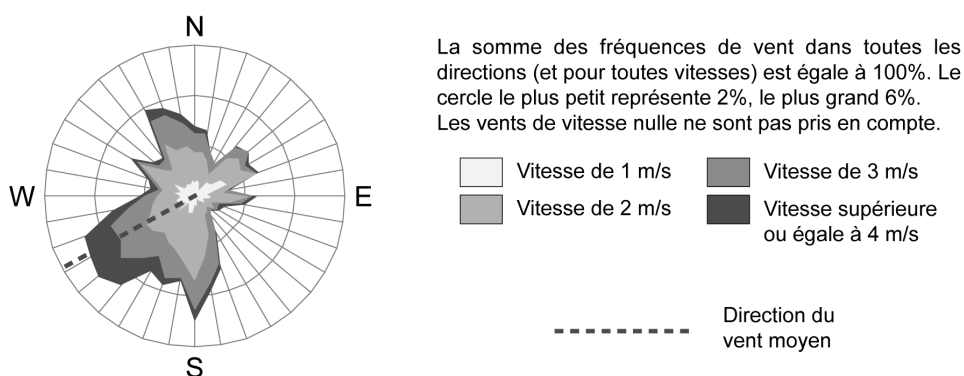 N
W
E
S
La somme des fréquences de vent dans toutes les
directions (et pour toutes vitesses) est égale à 100%. Le
cercle le plus petit représente 2%, le plus grand 6%.
Les vents de vitesse nulle ne sont pas pris en compte.
Vitesse de 1 m/s
Vitesse de 2 m/s
Vitesse de 3 m/s
Vitesse supérieure
ou égale à 4 m/s
Direction du
vent moyen